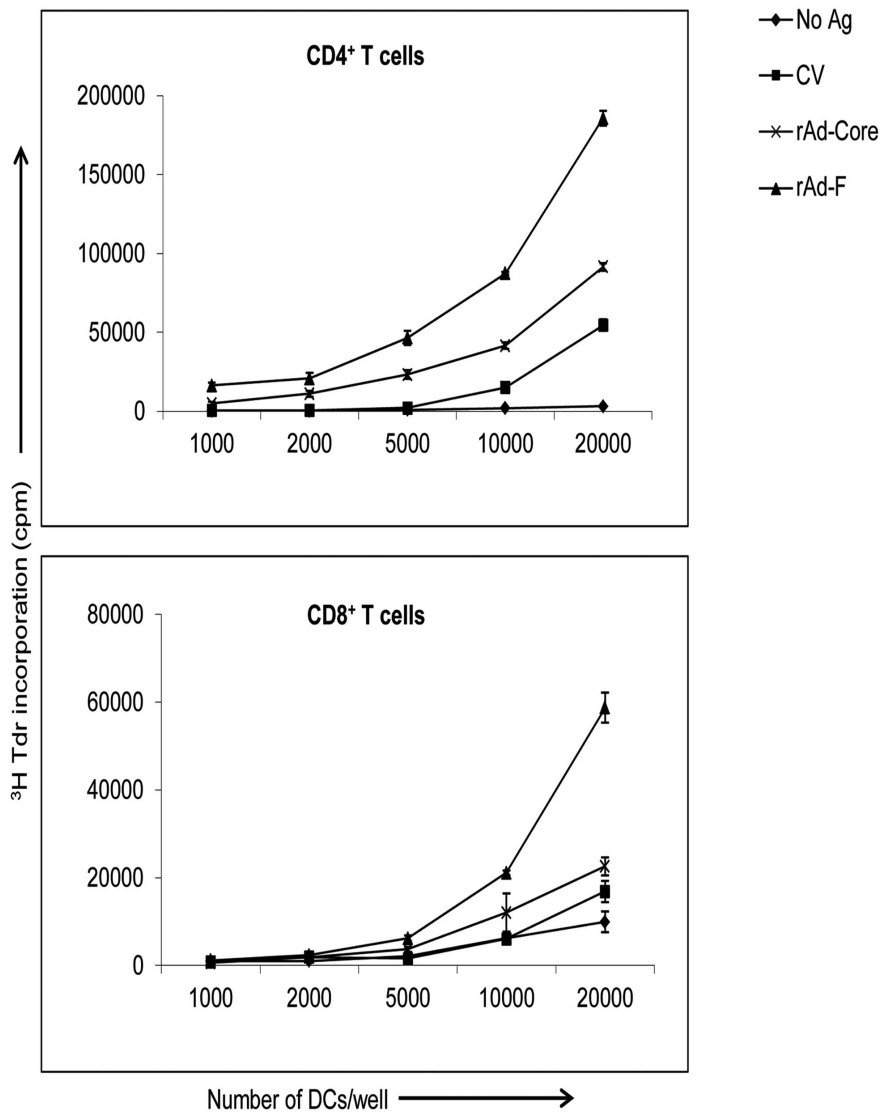 No Ag
CV
rAd-Core
rAd-F
CD4⁺ T cells
200000
150000
100000
50000
0
1000 2000 5000 10000 20000
³H Tdr incorporation (cpm)
CD8⁺ T cells
80000
60000
40000
20000
0
1000 2000 5000 10000 20000
Number of DCs/well